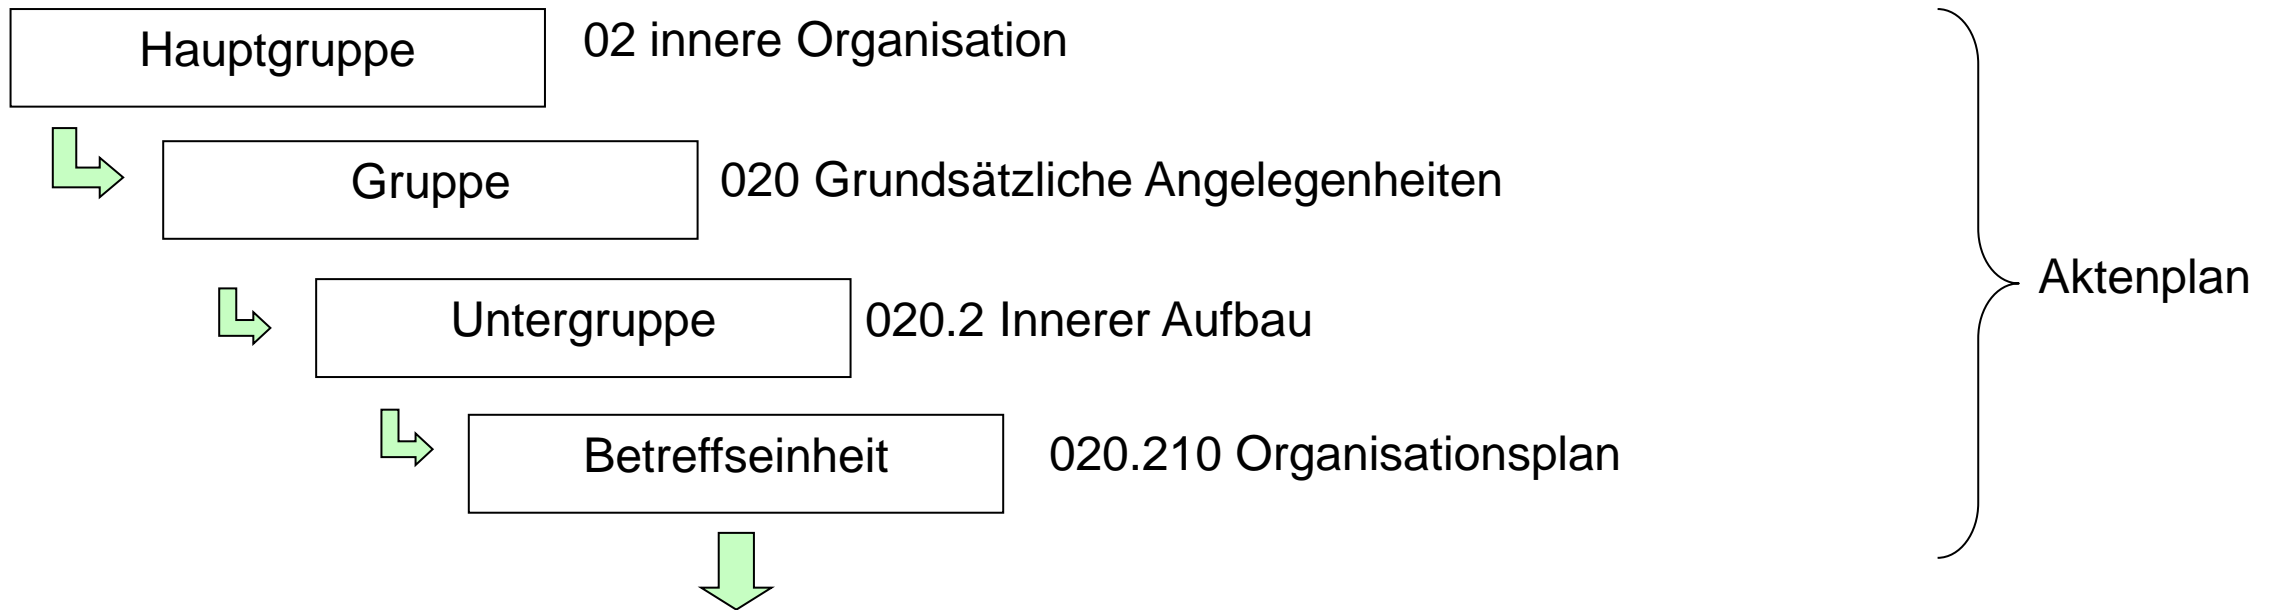 Hauptgruppe
02 innere Organisation
Gruppe
020 Grundsätzliche Angelegenheiten
Untergruppe
020.2 Innerer Aufbau
Betreffseinheit
020.210 Organisationsplan
Aktenplan